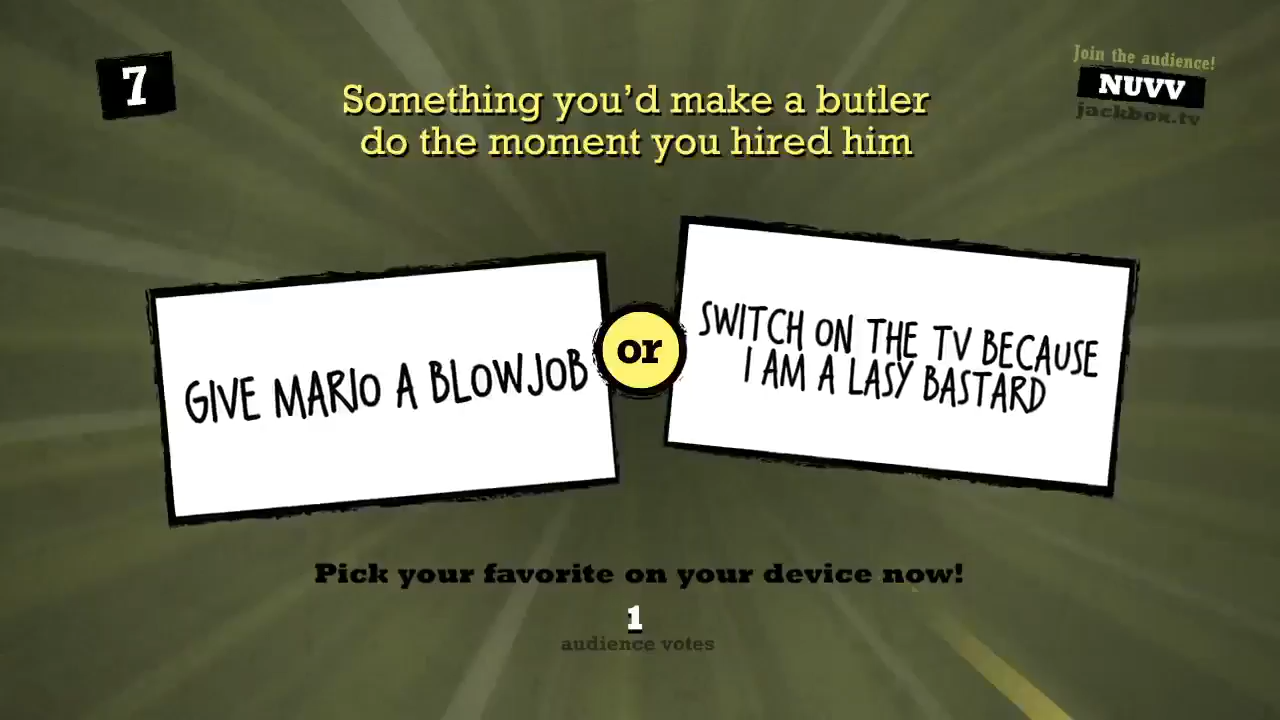 7
Join the audience!
NUVV
jackbox.tv
Something you'd make a butler
do the moment you hired him
GIVE MARIO A BLOWJOB
or
SWITCH ON THE TV BECAUSE
I AM A LASY BASTARD
Pick your favorite on your device now!
1
audience votes